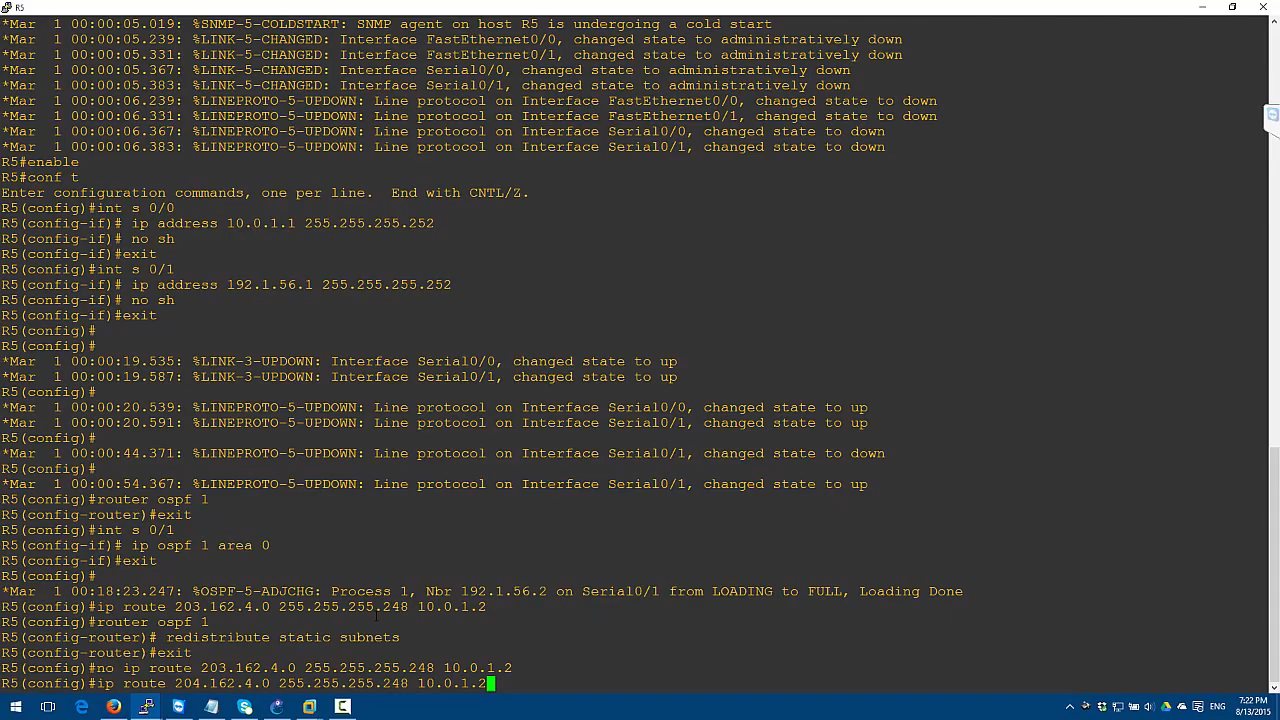 R5
*Mar  1 00:00:05.019: %SNMP-5-COLDSTART: SNMP agent on host R5 is undergoing a cold start
*Mar  1 00:00:05.239: %LINK-5-CHANGED: Interface FastEthernet0/0, changed state to administratively down
*Mar  1 00:00:05.331: %LINK-5-CHANGED: Interface FastEthernet0/1, changed state to administratively down
*Mar  1 00:00:05.367: %LINK-5-CHANGED: Interface Serial0/0, changed state to administratively down
*Mar  1 00:00:05.383: %LINK-5-CHANGED: Interface Serial0/1, changed state to administratively down
*Mar  1 00:00:06.239: %LINEPROTO-5-UPDOWN: Line protocol on Interface FastEthernet0/0, changed state to down
*Mar  1 00:00:06.331: %LINEPROTO-5-UPDOWN: Line protocol on Interface FastEthernet0/1, changed state to down
*Mar  1 00:00:06.367: %LINEPROTO-5-UPDOWN: Line protocol on Interface Serial0/0, changed state to down
*Mar  1 00:00:06.383: %LINEPROTO-5-UPDOWN: Line protocol on Interface Serial0/1, changed state to down
R5#enable
R5#conf t
Enter configuration commands, one per line.  End with CNTL/Z.
R5(config)#int s 0/0
R5(config-if)# ip address 10.0.1.1 255.255.255.252
R5(config-if)# no sh
R5(config-if)#exit
R5(config)#int s 0/1
R5(config-if)# ip address 192.1.56.1 255.255.255.252
R5(config-if)# no sh
R5(config-if)#exit
R5(config)#
R5(config)#
*Mar  1 00:00:19.535: %LINK-3-UPDOWN: Interface Serial0/0, changed state to up
*Mar  1 00:00:19.587: %LINK-3-UPDOWN: Interface Serial0/1, changed state to up
R5(config)#
*Mar  1 00:00:20.539: %LINEPROTO-5-UPDOWN: Line protocol on Interface Serial0/0, changed state to up
*Mar  1 00:00:20.591: %LINEPROTO-5-UPDOWN: Line protocol on Interface Serial0/1, changed state to up
R5(config)#
*Mar  1 00:00:44.371: %LINEPROTO-5-UPDOWN: Line protocol on Interface Serial0/1, changed state to down
R5(config)#
*Mar  1 00:00:54.367: %LINEPROTO-5-UPDOWN: Line protocol on Interface Serial0/1, changed state to up
R5(config)#router ospf 1
R5(config-router)#exit
R5(config)#int s 0/1
R5(config-if)# ip ospf 1 area 0
R5(config-if)#exit
R5(config)#
*Mar  1 00:18:23.247: %OSPF-5-ADJCHG: Process 1, Nbr 192.1.56.2 on Serial0/1 from LOADING to FULL, Loading Done
R5(config)#ip route 203.162.4.0 255.255.255.248 10.0.1.2
R5(config)#router ospf 1
R5(config-router)# redistribute static subnets
R5(config-router)#exit
R5(config)#no ip route 203.162.4.0 255.255.255.248 10.0.1.2
R5(config)#ip route 204.162.4.0 255.255.255.248 10.0.1.2
ENG
7:22 PM
8/13/2015